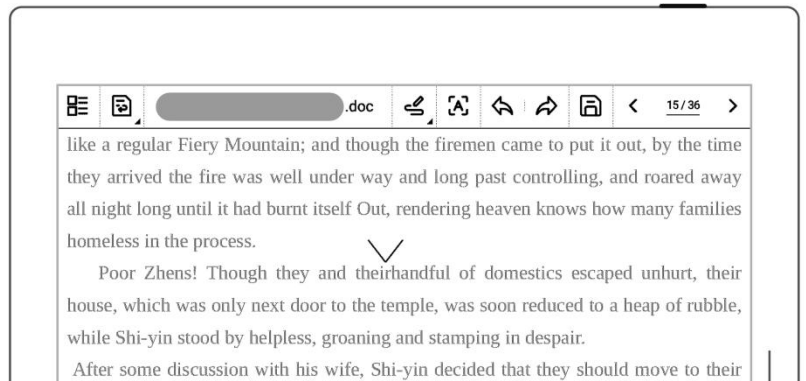 .doc
15/36
like a regular Fiery Mountain; and though the firemen came to put it out, by the time
they arrived the fire was well under way and long past controlling, and roared away
all night long until it had burnt itself Out, rendering heaven knows how many families
homeless in the process.
Poor Zhens! Though they and theirhandful of domestics escaped unhurt, their
house, which was only next door to the temple, was soon reduced to a heap of rubble,
while Shi-yin stood by helpless, groaning and stamping in despair.
After some discussion with his wife, Shi-yin decided that they should move to their